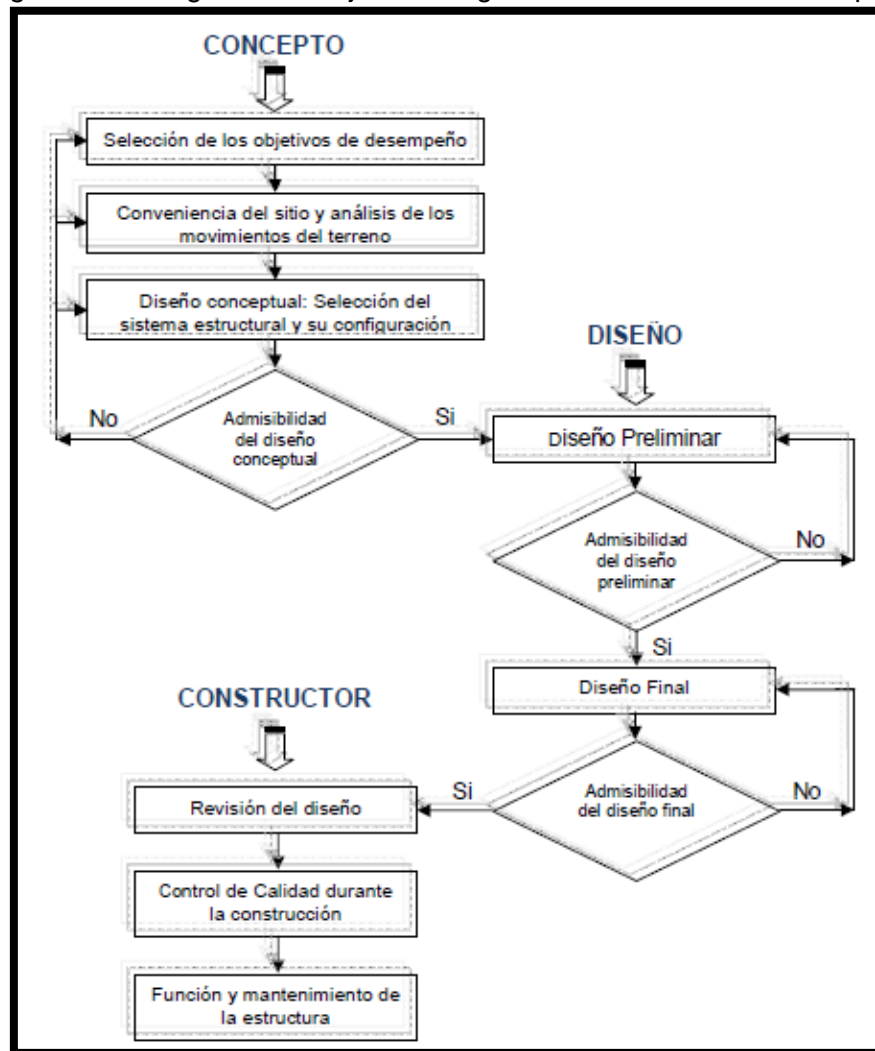 CONCEPTO
Selección de los objetivos de desempeño
Conveniencia del sitio y análisis de los
movimientos del terreno
Diseño conceptual: Selección del
sistema estructural y su configuración
No
Admisibilidad
del diseño
conceptual
Si
DISEÑO
Diseño Preliminar
Admisibilidad
del diseño
preliminar
No
Si
Diseño Final
Admisibilidad
del diseño final
No
Si
CONSTRUCTOR
Revisión del diseño
Control de Calidad durante
la construcción
Función y mantenimiento de
la estructura